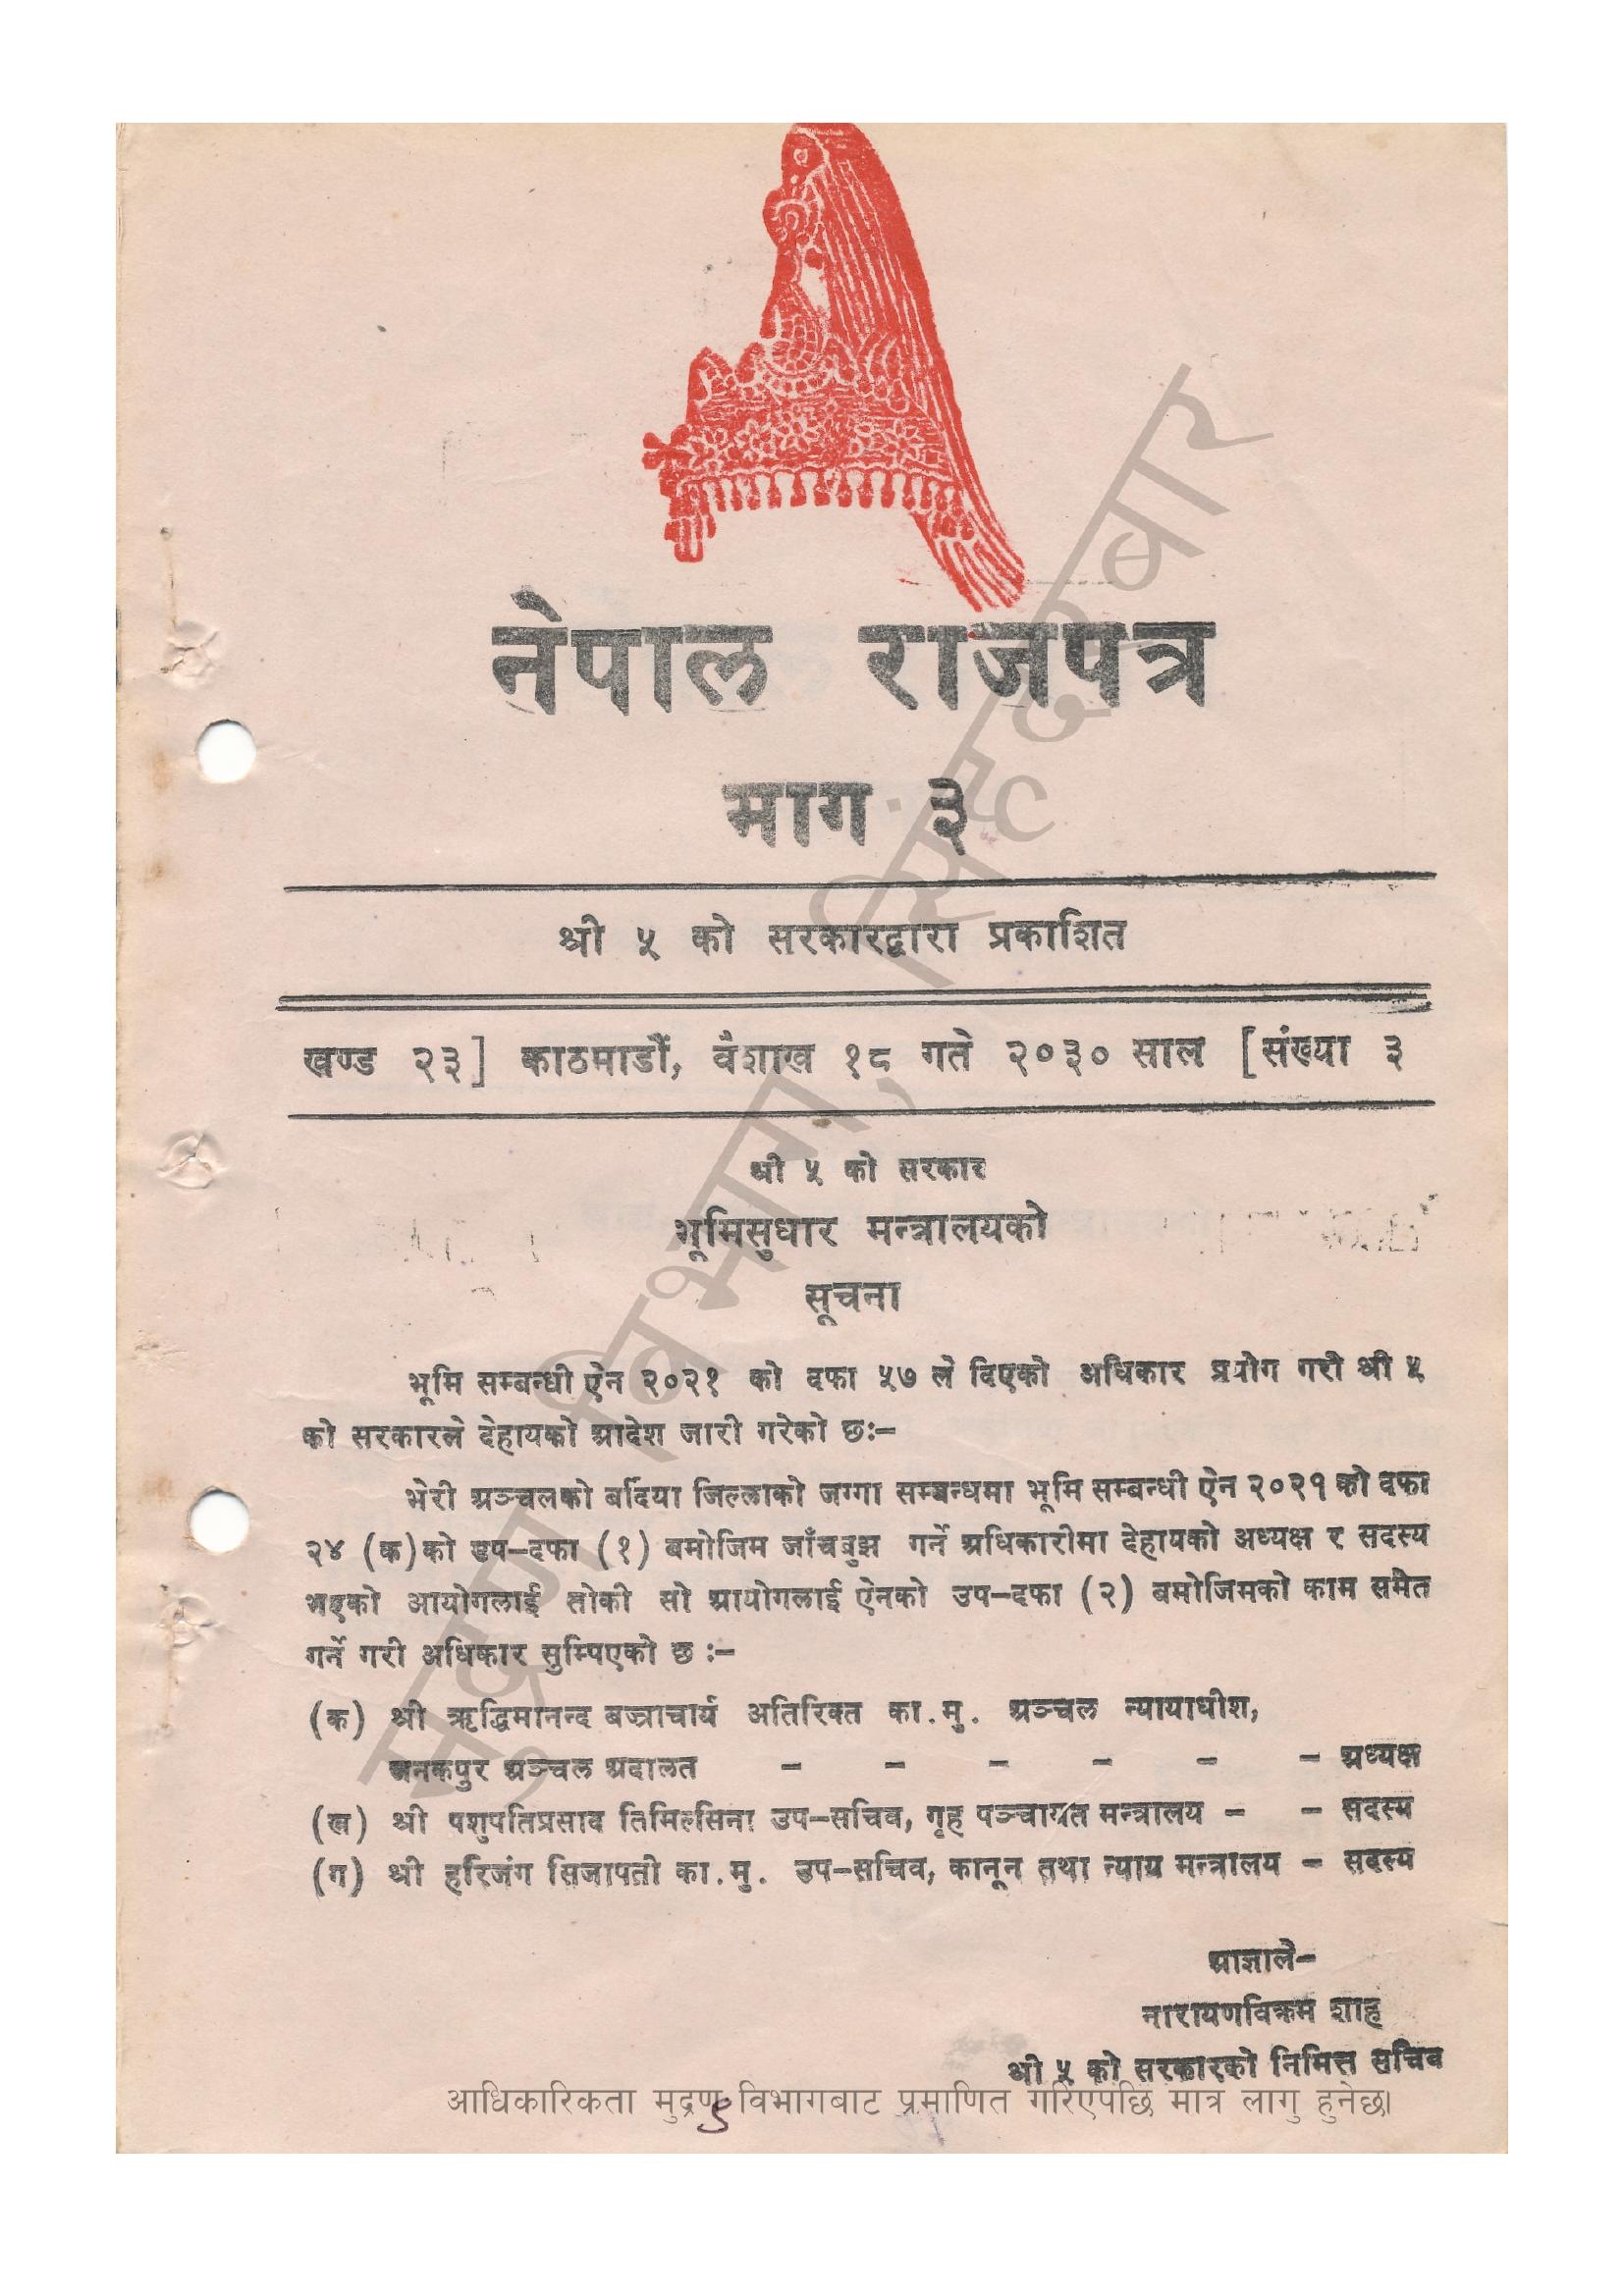 नेपाल राजपत्र
भाग ३
श्री ५ को सरकारद्वारा प्रकाशित
खण्ड २३] काठमाडौं, वैशाख १८ गते २०३० साल [संख्या ३
श्री ५ को सरकार
भूमिसुधार मन्त्रालयको
सूचना
भूमि सम्बन्धी ऐन २०२१ को दफा ५७ ले दिएको अधिकार प्रयोग गरी श्री ५
को सरकारले देहायको आदेश जारी गरेको छः–
भेरी अञ्चलको बर्दिया जिल्लाको जग्गा सम्बन्धमा भूमि सम्बन्धी ऐन २०२१ को दफा
२४ (क)को उप–दफा (१) बमोजिम जाँचबुझ गर्ने अधिकारीमा देहायको अध्यक्ष र सदस्य
भएको आयोगलाई तोकी सो आयोगलाई ऐनको उप–दफा (२) बमोजिमको काम समेत
गर्ने गरी अधिकार सुम्पिएको छ :–
(क) श्री ऋद्धिमानन्द बज्राचार्य अतिरिक्त का.मु. अञ्चल न्यायाधीश,
जनकपुर अञ्चल अदालत – – – – – – अध्यक्ष
(ख) श्री पशुपतिप्रसाद तिमिल्सिना उप–सचिव, गृह पञ्चायत मन्त्रालय – – सदस्य
(ग) श्री हरिजंग सिजापती का.मु. उप–सचिव, कानून तथा न्याय मन्त्रालय – सदस्य
आज्ञाले–
नारायणविक्रम शाह
श्री ५ को सरकारको निमित्त सचिव
आधिकारिकता मुद्रण विभागबाट प्रमाणित गरिएपछि मात्र लागु हुनेछ।
मुद्रण विभाग, सिंहदरबार